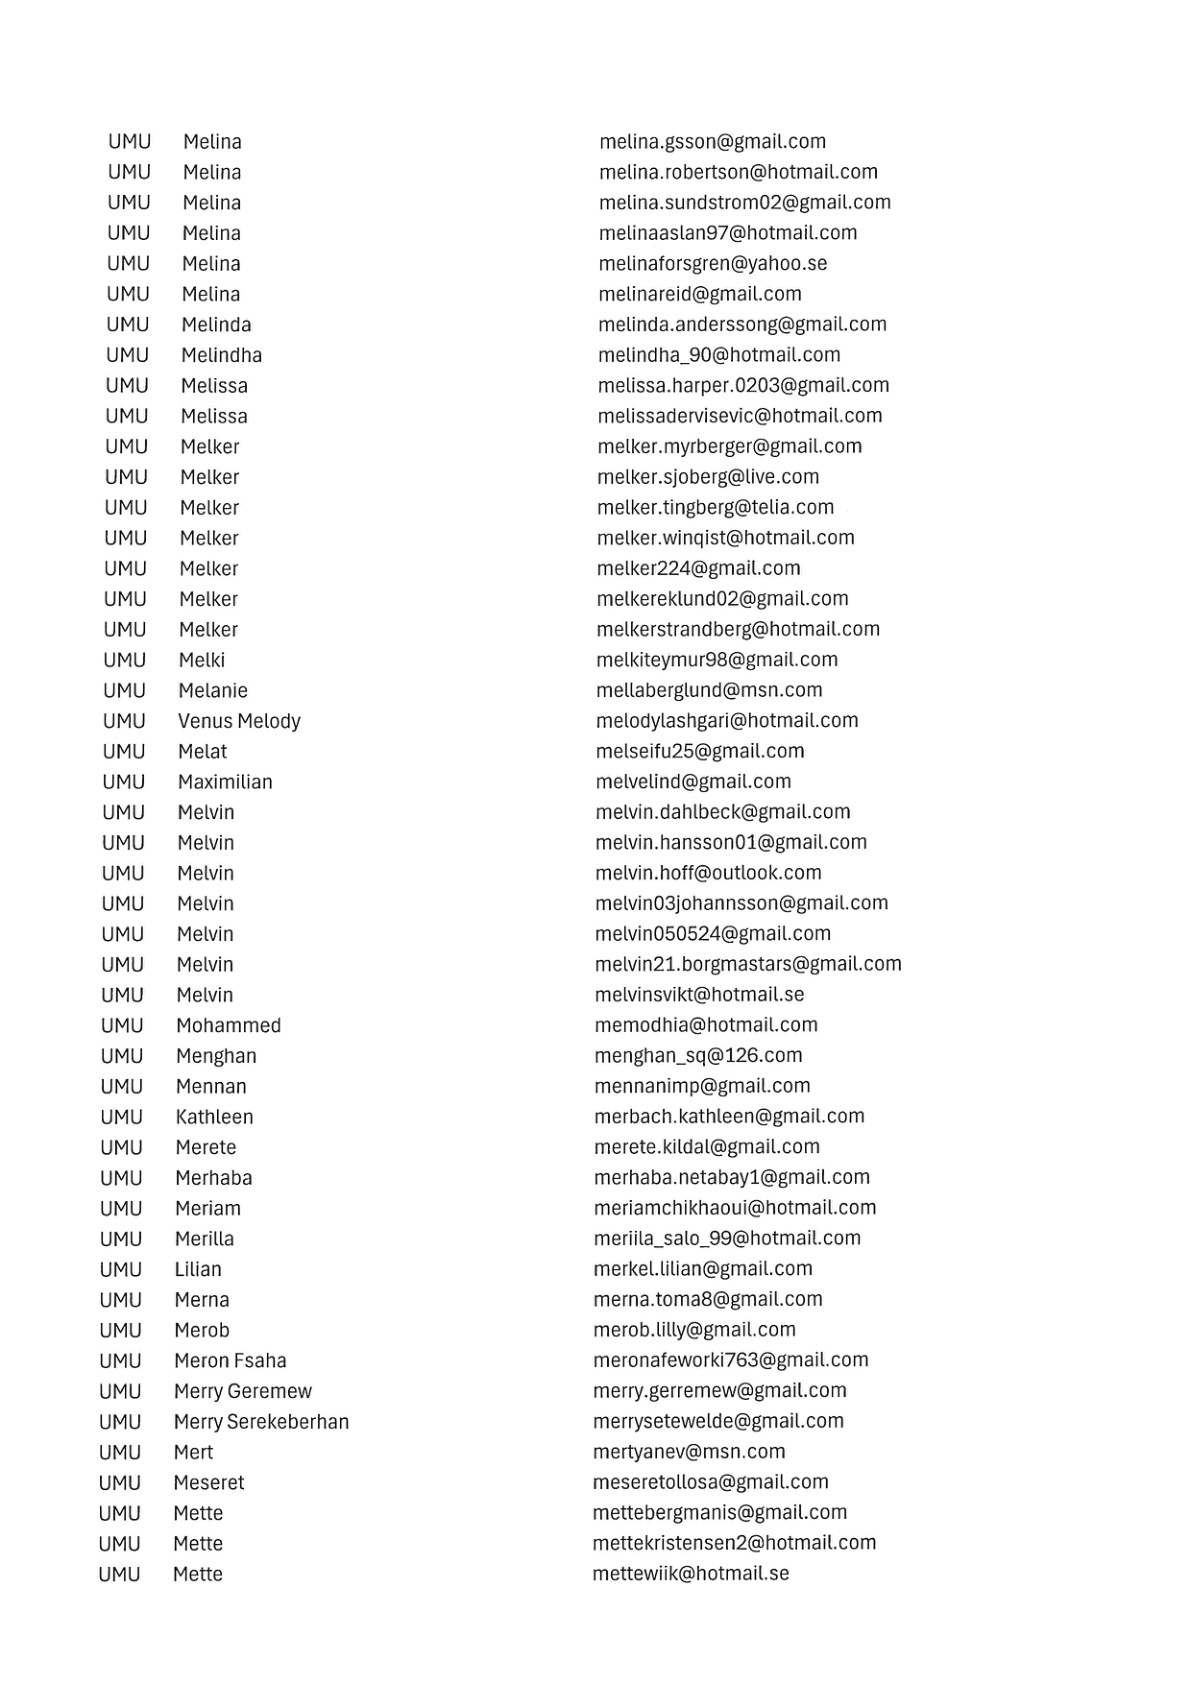 UMU Melina melina.gsson@gmail.com
UMU Melina melina.robertson@hotmail.com
UMU Melina melina.sundstrom02@gmail.com
UMU Melina melinaaslan97@hotmail.com
UMU Melina melinaforsgren@yahoo.se
UMU Melina melinareid@gmail.com
UMU Melinda melinda.anderssong@gmail.com
UMU Melindha melindha_90@hotmail.com
UMU Melissa melissa.harper.0203@gmail.com
UMU Melissa melissadervisevic@hotmail.com
UMU Melker melker.myrberger@gmail.com
UMU Melker melker.sjoberg@live.com
UMU Melker melker.tingberg@telia.com
UMU Melker melker.winqist@hotmail.com
UMU Melker melker224@gmail.com
UMU Melker melkereklund02@gmail.com
UMU Melker melkerstrandberg@hotmail.com
UMU Melki melkiteymur98@gmail.com
UMU Melanie mellaberglund@msn.com
UMU Venus Melody melodylashgari@hotmail.com
UMU Melat melseifu25@gmail.com
UMU Maximilian melvelind@gmail.com
UMU Melvin melvin.dahlbeck@gmail.com
UMU Melvin melvin.hansson01@gmail.com
UMU Melvin melvin.hoff@outlook.com
UMU Melvin melvin03johannsson@gmail.com
UMU Melvin melvin050524@gmail.com
UMU Melvin melvin21.borgmastars@gmail.com
UMU Melvin melvinsvikt@hotmail.se
UMU Mohammed memodhia@hotmail.com
UMU Menghan menghan_sq@126.com
UMU Mennan mennanimp@gmail.com
UMU Kathleen merbach.kathleen@gmail.com
UMU Merete merete.kildal@gmail.com
UMU Merhaba merhaba.netabay1@gmail.com
UMU Meriam meriamchikhaoui@hotmail.com
UMU Merilla meriila_salo_99@hotmail.com
UMU Lilian merkel.lilian@gmail.com
UMU Merna merna.toma8@gmail.com
UMU Merob merob.lilly@gmail.com
UMU Meron Fsaha meronafeworki763@gmail.com
UMU Merry Geremew merry.gerremew@gmail.com
UMU Merry Serekeberhan merrysetewelde@gmail.com
UMU Mert mertyanev@msn.com
UMU Meseret meseretollosa@gmail.com
UMU Mette mettebergmanis@gmail.com
UMU Mette mettekristensen2@hotmail.com
UMU Mette mettewiik@hotmail.se